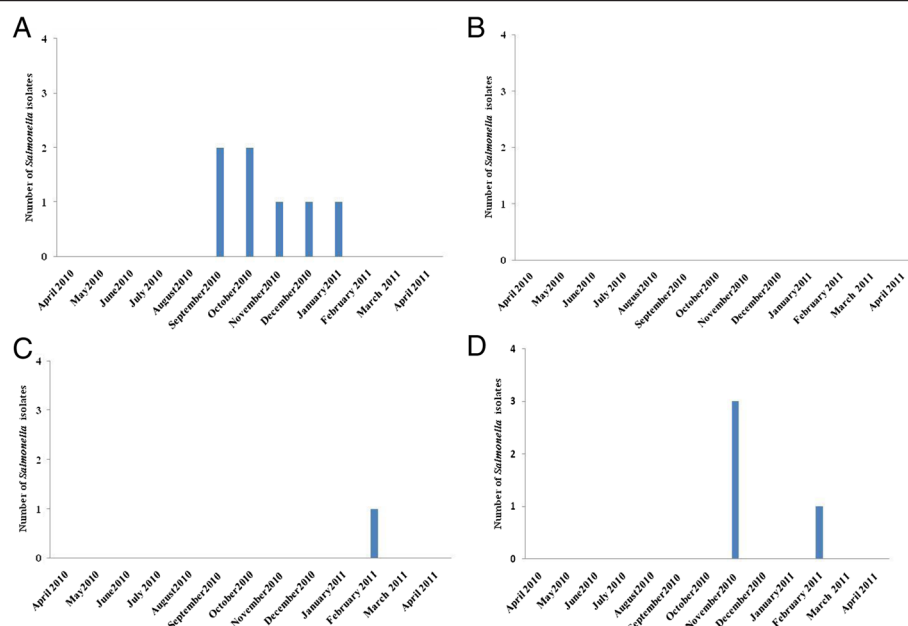 A
Number of Salmonella isolates
4
3
2
1
0
April 2010
May2010
June2010
July 2010
August2010
September2010
October2010
November2010
December2010
January2011
February 2011
March 2011
April 2011
B
Number of Salmonella isolates
4
3
2
1
0
April 2010
May2010
June2010
July 2010
August2010
September2010
October2010
November2010
December2010
January2011
February 2011
March 2011
April 2011
C
Number of Salmonella isolates
4
3
2
1
0
April 2010
May2010
June2010
July 2010
August2010
September2010
October2010
November2010
December2010
January2011
February 2011
March 2011
April 2011
D
Number of Salmonella isolates
4
3
2
1
0
April 2010
May2010
June2010
July 2010
August2010
September2010
October2010
November2010
December2010
January2011
February 2011
March 2011
April 2011